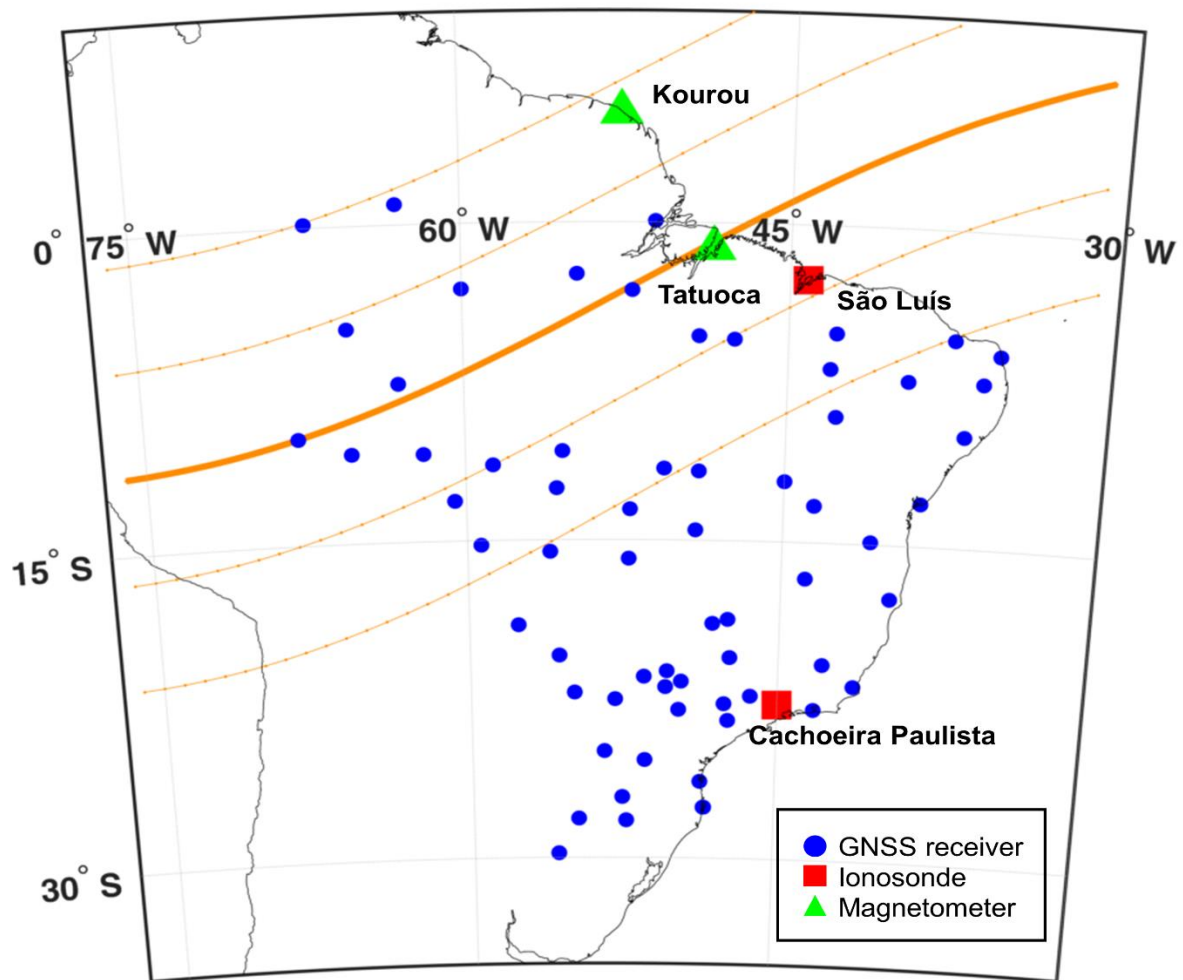 Kourou
0° 75° W
60° W
45° W
30° W
Tatuoca
São Luís
15° S
Cachoeira Paulista
30° S
GNSS receiver
Ionosonde
Magnetometer